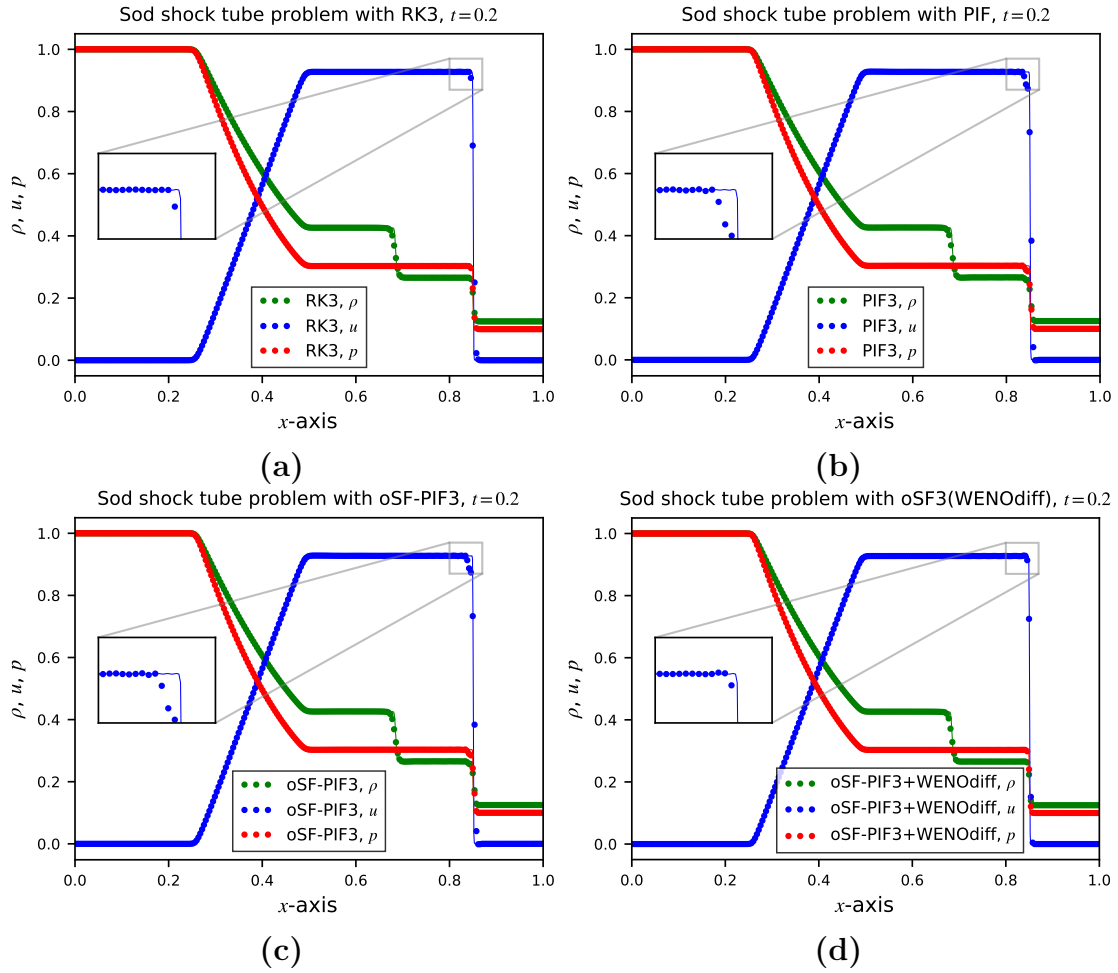 Sod shock tube problem with RK3, t = 0.2
ρ, u, p
1.0
0.8
0.6
0.4
0.2
0.0
RK3, ρ
RK3, u
RK3, p
0.0 0.2 0.4 0.6 0.8 1.0
x-axis
(a)
Sod shock tube problem with PIF, t = 0.2
ρ, u, p
1.0
0.8
0.6
0.4
0.2
0.0
PIF3, ρ
PIF3, u
PIF3, p
0.0 0.2 0.4 0.6 0.8 1.0
x-axis
(b)
Sod shock tube problem with oSF-PIF3, t = 0.2
ρ, u, p
1.0
0.8
0.6
0.4
0.2
0.0
oSF-PIF3, ρ
oSF-PIF3, u
oSF-PIF3, p
0.0 0.2 0.4 0.6 0.8 1.0
x-axis
(c)
Sod shock tube problem with oSF3(WENOdiff), t = 0.2
ρ, u, p
1.0
0.8
0.6
0.4
0.2
0.0
oSF-PIF3+WENOdiff, ρ
oSF-PIF3+WENOdiff, u
oSF-PIF3+WENOdiff, p
0.0 0.2 0.4 0.6 0.8 1.0
x-axis
(d)